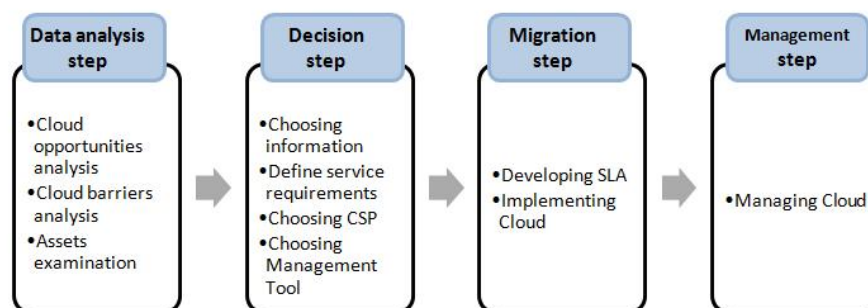 Data analysis
step
•Cloud
opportunities
analysis
•Cloud barriers
analysis
•Assets
examination
Decision
step
•Choosing
information
•Define service
requirements
•Choosing CSP
•Choosing
Management
Tool
Migration
step
•Developing SLA
•Implementing
Cloud
Management
step
•Managing Cloud